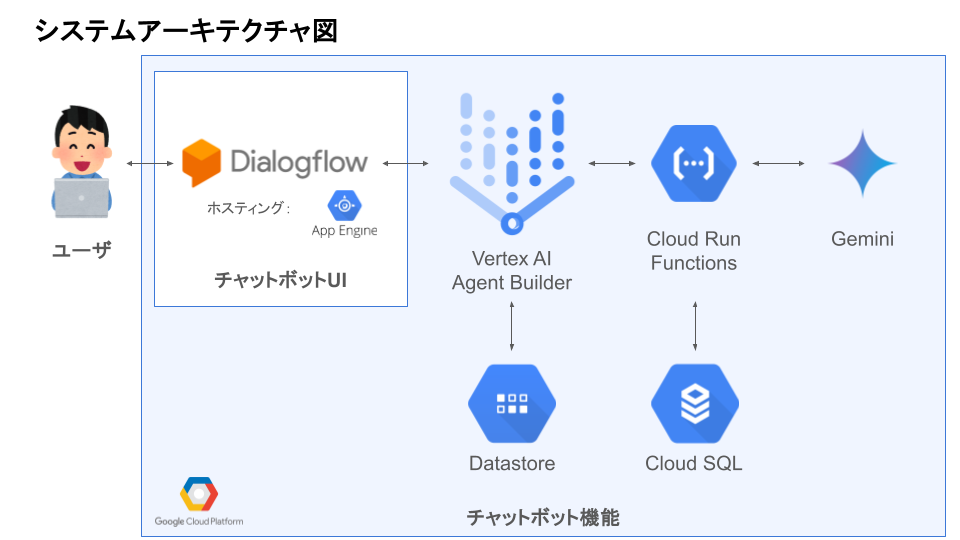 システムアーキテクチャ図
Dialogflow
ホスティング：
App Engine
チャットボットUI
ユーザ
Vertex AI
Agent Builder
Cloud Run
Functions
Gemini
Datastore
Cloud SQL
Google Cloud Platform
チャットボット機能